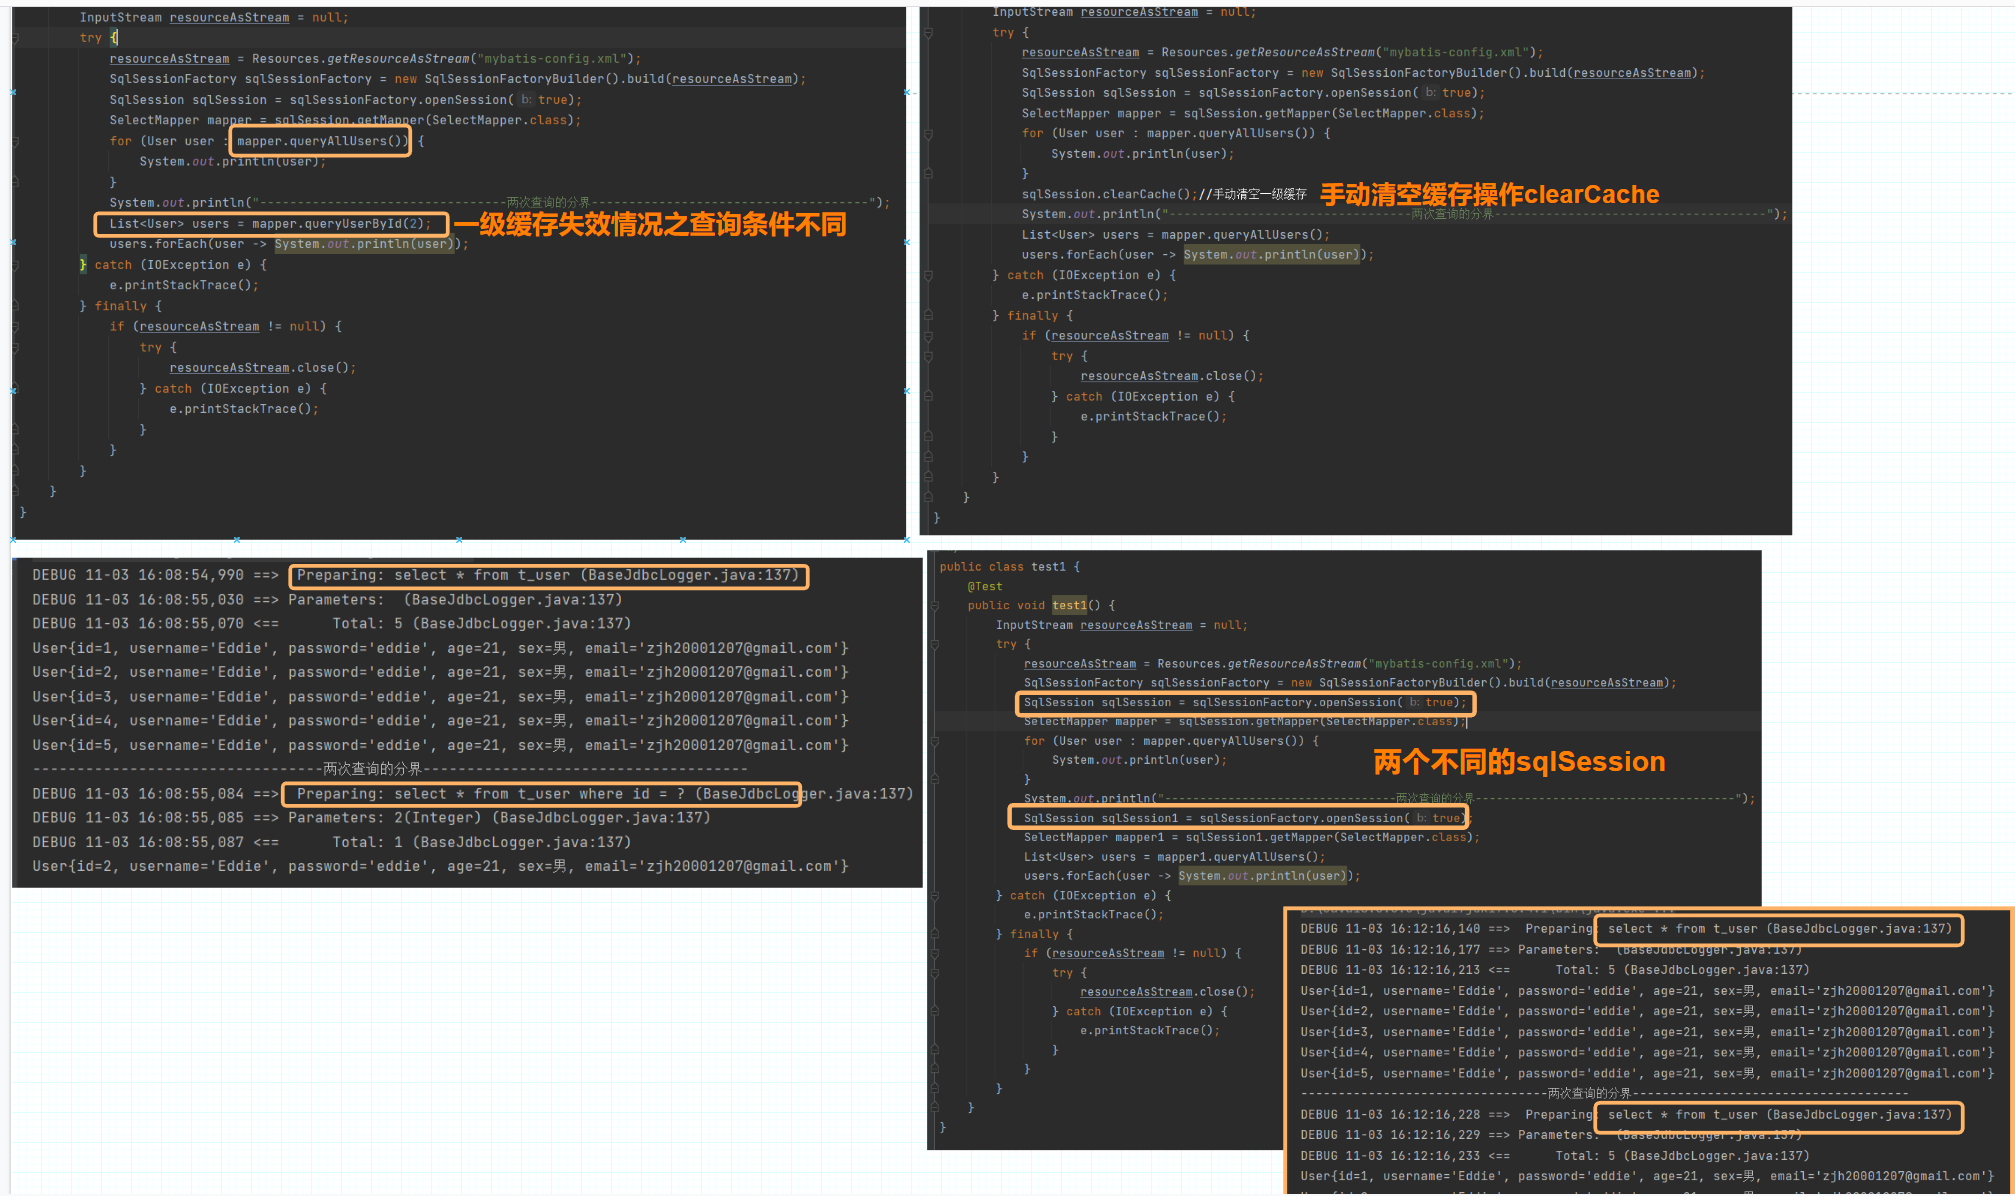 InputStream resourceAsStream = null;
try {
resourceAsStream = Resources.getResourceAsStream("mybatis-config.xml");
SqlSessionFactory sqlSessionFactory = new SqlSessionFactoryBuilder().build(resourceAsStream);
SqlSession sqlSession = sqlSessionFactory.openSession( b: true);
SelectMapper mapper = sqlSession.getMapper(SelectMapper.class);
for (User user : mapper.queryAllUsers()) {
System.out.println(user);
}
System.out.println("---------------------------------两次查询的分界-------------------------------------");
List<User> users = mapper.queryUserById(2); 一级缓存失效情况之查询条件不同
users.forEach(user -> System.out.println(user));
} catch (IOException e) {
e.printStackTrace();
} finally {
if (resourceAsStream != null) {
try {
resourceAsStream.close();
} catch (IOException e) {
e.printStackTrace();
}
}
}
}
}
InputStream resourceAsStream = null;
try {
resourceAsStream = Resources.getResourceAsStream("mybatis-config.xml");
SqlSessionFactory sqlSessionFactory = new SqlSessionFactoryBuilder().build(resourceAsStream);
SqlSession sqlSession = sqlSessionFactory.openSession( b: true);
SelectMapper mapper = sqlSession.getMapper(SelectMapper.class);
for (User user : mapper.queryAllUsers()) {
System.out.println(user);
}
sqlSession.clearCache();//手动清空一级缓存 手动清空缓存操作clearCache
System.out.println("---------------------------------两次查询的分界-------------------------------------");
List<User> users = mapper.queryAllUsers();
users.forEach(user -> System.out.println(user));
} catch (IOException e) {
e.printStackTrace();
} finally {
if (resourceAsStream != null) {
try {
resourceAsStream.close();
} catch (IOException e) {
e.printStackTrace();
}
}
}
}
}
DEBUG 11-03 16:08:54,990 ==>  Preparing: select * from t_user (BaseJdbcLogger.java:137)
DEBUG 11-03 16:08:55,030 ==> Parameters:  (BaseJdbcLogger.java:137)
DEBUG 11-03 16:08:55,070 <==      Total: 5 (BaseJdbcLogger.java:137)
User{id=1, username='Eddie', password='eddie', age=21, sex=男, email='zjh20001207@gmail.com'}
User{id=2, username='Eddie', password='eddie', age=21, sex=男, email='zjh20001207@gmail.com'}
User{id=3, username='Eddie', password='eddie', age=21, sex=男, email='zjh20001207@gmail.com'}
User{id=4, username='Eddie', password='eddie', age=21, sex=男, email='zjh20001207@gmail.com'}
User{id=5, username='Eddie', password='eddie', age=21, sex=男, email='zjh20001207@gmail.com'}
---------------------------------两次查询的分界-------------------------------------
DEBUG 11-03 16:08:55,084 ==>  Preparing: select * from t_user where id = ? (BaseJdbcLogger.java:137)
DEBUG 11-03 16:08:55,085 ==> Parameters: 2(Integer) (BaseJdbcLogger.java:137)
DEBUG 11-03 16:08:55,087 <==      Total: 1 (BaseJdbcLogger.java:137)
User{id=2, username='Eddie', password='eddie', age=21, sex=男, email='zjh20001207@gmail.com'}
public class test1 {
@Test
public void test1() {
InputStream resourceAsStream = null;
try {
resourceAsStream = Resources.getResourceAsStream("mybatis-config.xml");
SqlSessionFactory sqlSessionFactory = new SqlSessionFactoryBuilder().build(resourceAsStream);
SqlSession sqlSession = sqlSessionFactory.openSession( b: true);
SelectMapper mapper = sqlSession.getMapper(SelectMapper.class);
for (User user : mapper.queryAllUsers()) {
System.out.println(user);
两个不同的sqlSession
}
System.out.println("---------------------------------两次查询的分界-------------------------------------");
SqlSession sqlSession1 = sqlSessionFactory.openSession( b: true);
SelectMapper mapper1 = sqlSession1.getMapper(SelectMapper.class);
List<User> users = mapper1.queryAllUsers();
users.forEach(user -> System.out.println(user));
} catch (IOException e) {
e.printStackTrace();
} finally {
if (resourceAsStream != null) {
try {
resourceAsStream.close();
} catch (IOException e) {
e.printStackTrace();
}
}
}
}
}
DEBUG 11-03 16:12:16,140 ==>  Preparing: select * from t_user (BaseJdbcLogger.java:137)
DEBUG 11-03 16:12:16,177 ==> Parameters:  (BaseJdbcLogger.java:137)
DEBUG 11-03 16:12:16,213 <==      Total: 5 (BaseJdbcLogger.java:137)
User{id=1, username='Eddie', password='eddie', age=21, sex=男, email='zjh20001207@gmail.com'}
User{id=2, username='Eddie', password='eddie', age=21, sex=男, email='zjh20001207@gmail.com'}
User{id=3, username='Eddie', password='eddie', age=21, sex=男, email='zjh20001207@gmail.com'}
User{id=4, username='Eddie', password='eddie', age=21, sex=男, email='zjh20001207@gmail.com'}
User{id=5, username='Eddie', password='eddie', age=21, sex=男, email='zjh20001207@gmail.com'}
---------------------------------两次查询的分界-------------------------------------
DEBUG 11-03 16:12:16,228 ==>  Preparing: select * from t_user (BaseJdbcLogger.java:137)
DEBUG 11-03 16:12:16,229 ==> Parameters:  (BaseJdbcLogger.java:137)
DEBUG 11-03 16:12:16,233 <==      Total: 5 (BaseJdbcLogger.java:137)
User{id=1, username='Eddie', password='eddie', age=21, sex=男, email='zjh20001207@gmail.com'}